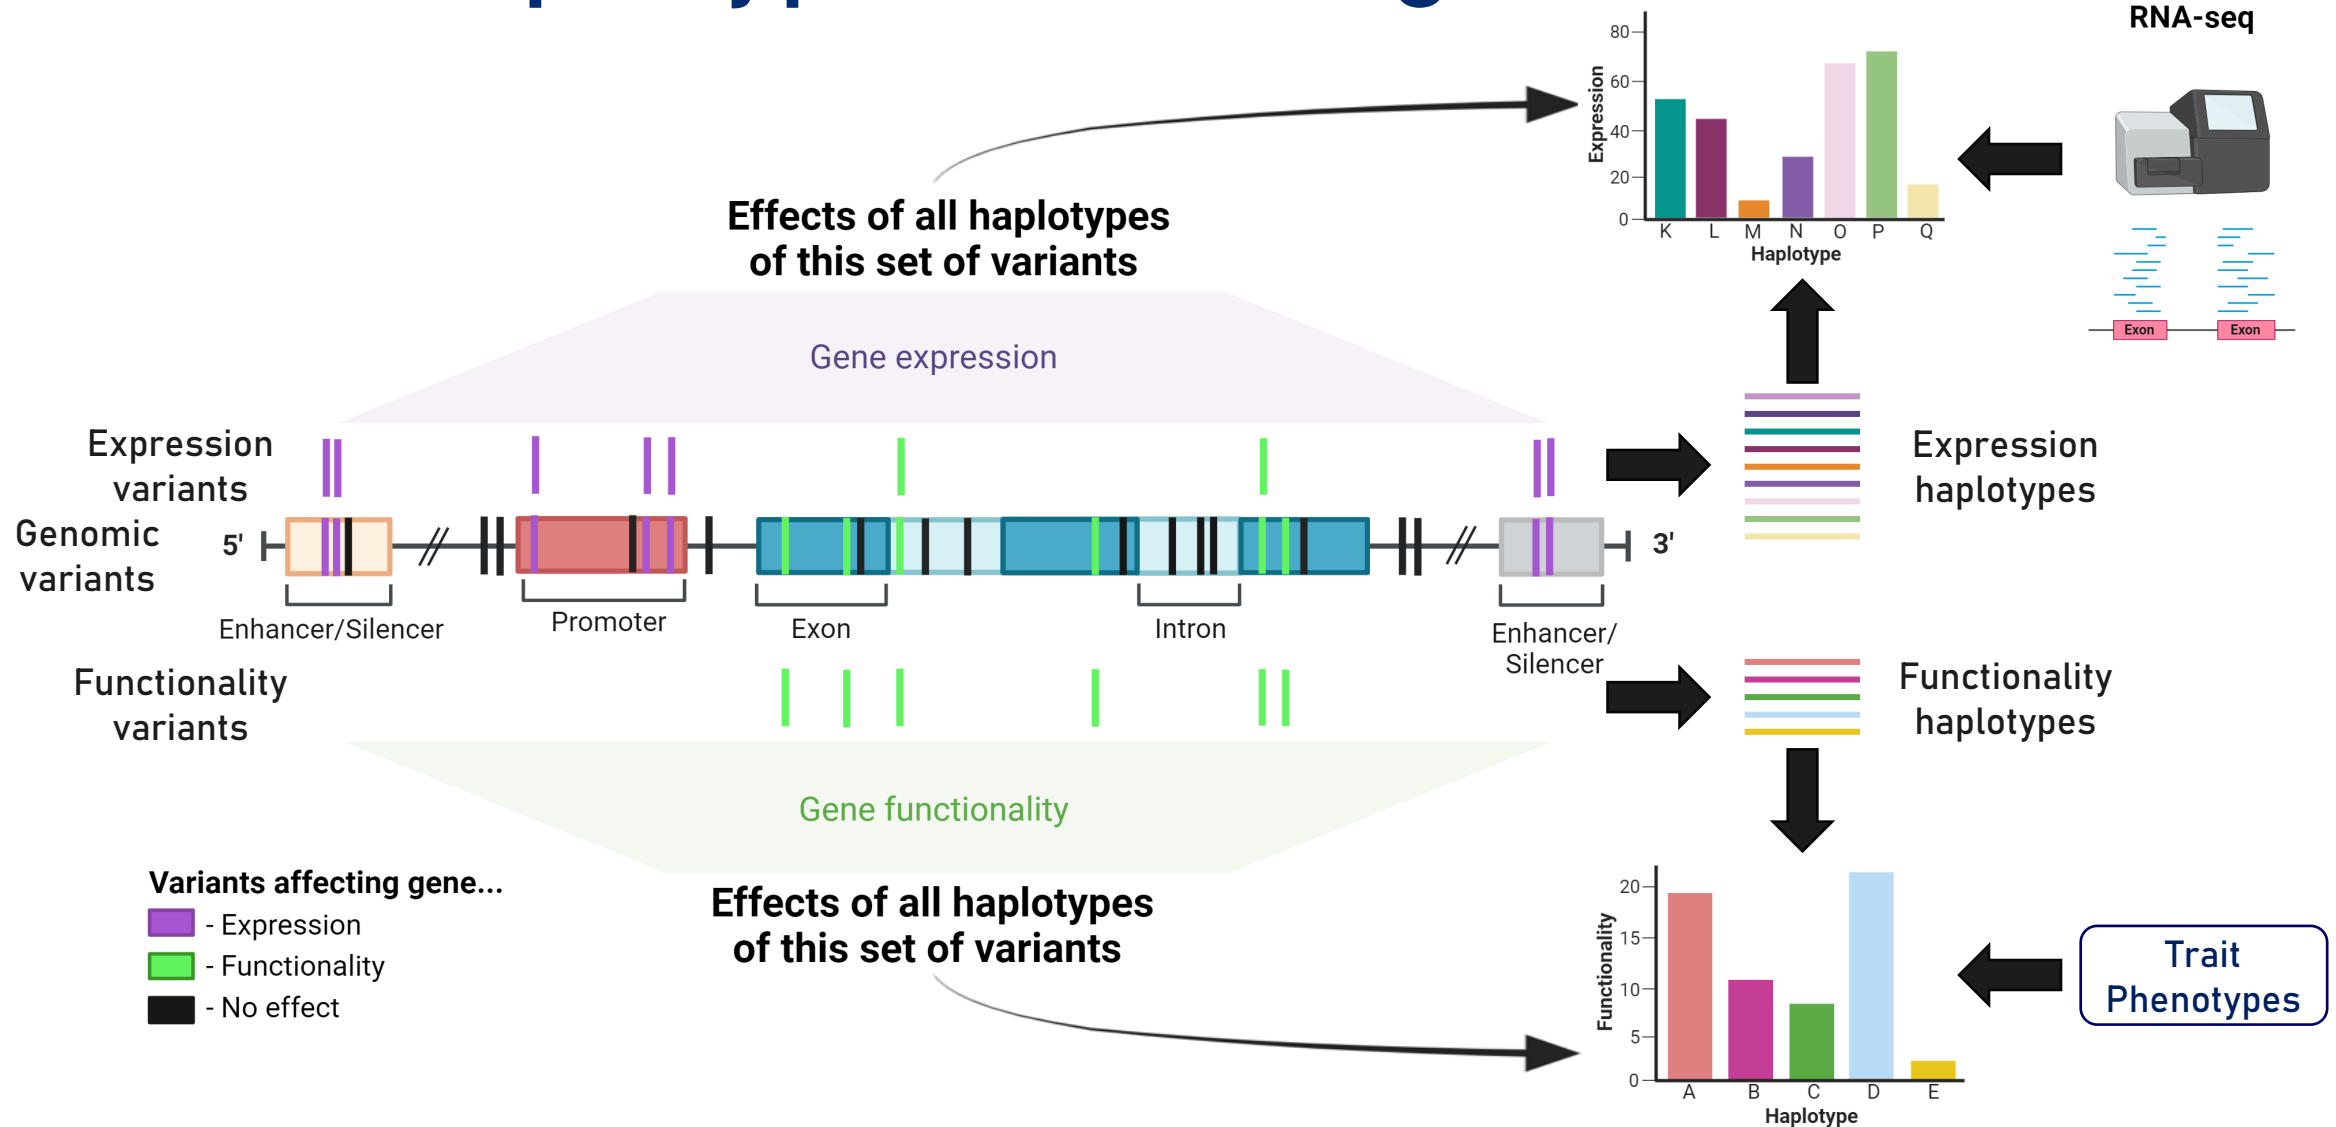 RNA-seq
80
60
40
20
0
Expression
K L M N O P Q
Haplotype
Exon Exon
Effects of all haplotypes
of this set of variants
Gene expression
Expression
variants
Expression
haplotypes
Genomic
variants
5'
3'
Enhancer/Silencer
Promoter
Exon
Intron
Enhancer/
Silencer
Functionality
variants
Functionality
haplotypes
Gene functionality
Effects of all haplotypes
of this set of variants
Variants affecting gene...
- Expression
- Functionality
- No effect
20
15
10
5
0
Functionality
A B C D E
Haplotype
Trait
Phenotypes